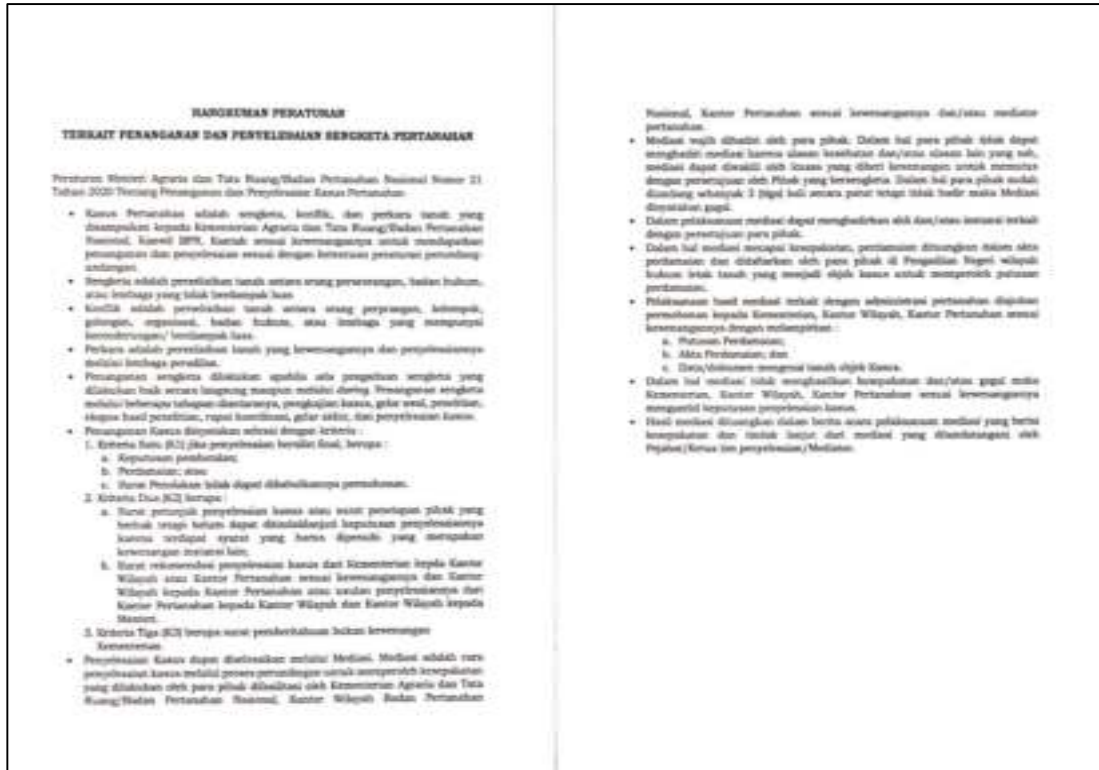 RANGKUMAN PERATURAN
TERKAIT PENANGANAN DAN PENYELESAIAN SENGKETA PERTANAHAN
Peraturan Menteri Agraria dan Tata Ruang/Badan Pertanahan Nasional Nomor 21
Tahun 2020 Tentang Penanganan dan Penyelesaian Kasus Pertanahan
• Kasus Pertanahan adalah sengketa, konflik, dan perkara tanah yang
disampaikan kepada Kementerian Agraria dan Tata Ruang/Badan Pertanahan
Nasional, Kanwil BPN, Kantah sesuai kewenangannya untuk mendapatkan
penanganan dan penyelesaian sesuai dengan ketentuan peraturan perundang-
undangan.
• Sengketa adalah perselisihan tanah antara orang perseorangan, badan hukum,
atau lembaga yang tidak berdampak luas
• Konflik adalah perselisihan tanah antara orang perorangan, kelompok,
golongan, organisasi, badan hukum, atau lembaga yang mempunyai
kecenderungan/ berdampak luas.
• Perkara adalah perselisihan tanah yang kewenangannya dan penyelesaiannya
melalui lembaga peradilan.
• Penanganan sengketa dilakukan apabila ada pengaduan sengketa yang
dilakukan baik secara langsung maupun melalui daring. Penanganan sengketa
melalui beberapa tahapan diantaranya, pengkajian kasus, gelar awal, penelitian,
ekspos hasil penelitian, rapat koordinasi, gelar akhir, dan penyelesaian kasus.
• Penanganan Kasus dinyatakan selesai dengan kriteria :
1. Kriteria Satu (K1) jika penyelesaian bersifat final, berupa :
a. Keputusan pembatalan;
b. Perdamaian; atau
c. Surat Penolakan tidak dapat dikabulkannya permohonan.
2. Kriteria Dua (K2) berupa :
a. Surat petunjuk penyelesaian kasus atau surat penetapan pihak yang
berhak tetapi belum dapat ditindaklanjuti keputusan penyelesaiannya
karena terdapat syarat yang harus dipenuhi yang merupakan
kewenangan instansi lain;
b. Surat rekomendasi penyelesaian kasus dari Kementerian kepda Kantor
Wilayah atau Kantor Pertanahan sesuai kewenangannya dan Kantor
Wilayah kepada Kantor Pertanahan atau usulan penyelesaiannya dari
Kantor Pertanahan kepada Kantor Wilayah dan Kantor Wilayah kepada
Menteri.
3. Kriteria Tiga (K3) berupa surat pemberitahuan bukan kewenangan
Kementerian.
• Penyelesaian Kasus dapat diselesaikan melalui Mediasi. Mediasi adalah cara
penyelesaian kasus melalui proses perundingan untuk memperoleh kesepakatan
yang dilakukan oleh para pihak difasilitasi oleh Kementerian Agraria dan Tata
Ruang/Badan Pertanahan Nasional, Kantor Wilayah Badan Pertanahan
Nasional, Kantor Pertanahan sesuai kewenangannya dan/atau mediator
pertanahan.
• Mediasi wajib dihadiri oleh para pihak. Dalam hal para pihak tidak dapat
menghadiri mediasi karena alasan kesehatan dan/atau alasan lain yang sah,
mediasi dapat diwakili oleh kuasa yang diberi kewenangan untuk memutus
dengan persetujuan oleh Pihak yang bersengketa. Dalam hal para pihak sudah
diundang sebanyak 3 (tiga) kali secara patut tetapi tidak hadir maka Mediasi
dinyatakan gagal.
• Dalam pelaksanaan mediasi dapat menghadirkan ahli dan/atau instansi terkait
dengan persetujuan para pihak.
• Dalam hal mediasi mencapai kesepakatan, perdamaian dituangkan dalam akta
perdamaian dan didaftarkan oleh para pihak di Pengadilan Negeri wilayah
hukum letak tanah yang menjadi objek kasus untuk memperoleh putusan
perdamaian.
• Pelaksanaan hasil mediasi terkait dengan administrasi pertanahan diajukan
permohonan kepada Kementerian, Kantor Wilayah, Kantor Pertanahan sesuai
kewenangannya dengan melampirkan :
a. Putusan Perdamaian;
b. Akta Perdamaian; dan
c. Data/dokumen mengenai tanah objek Kasus.
• Dalam hal mediasi tidak menghasilkan kesepakatan dan/atau gagal maka
Kementerian, Kantor Wilayah, Kantor Pertanahan sesuai kewenangannya
mengambil keputusan penyelesaian kasus.
• Hasil mediasi dituangkan dalam berita acara pelaksanaan mediasi yang berisi
kesepakatan dan tindak lanjut dari mediasi yang ditandatangani oleh
Pejabat/Ketua tim penyelesaian/Mediator.